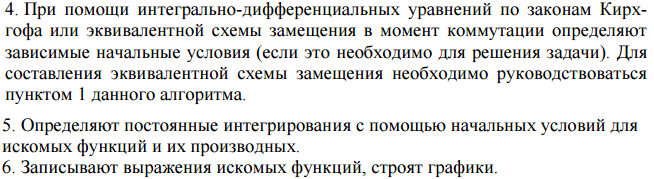 4. При помощи интегрально-дифференциальных уравнений по законам Кирх-
гофа или эквивалентной схемы замещения в момент коммутации определяют
зависимые начальные условия (если это необходимо для решения задачи). Для
составления эквивалентной схемы замещения необходимо руководствоваться
пунктом 1 данного алгоритма.
5. Определяют постоянные интегрирования с помощью начальных условий для
искомых функций и их производных.
6. Записывают выражения искомых функций, строят графики.